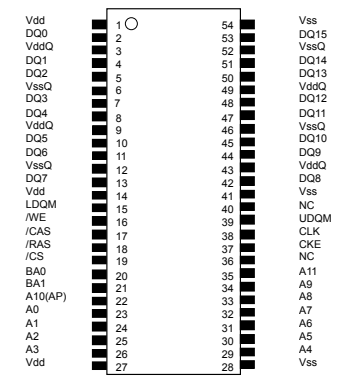 Vdd 1 54 Vss
DQ0 2 53 DQ15
VddQ 3 52 VssQ
DQ1 4 51 DQ14
DQ2 5 50 DQ13
VssQ 6 49 VddQ
DQ3 7 48 DQ12
DQ4 8 47 DQ11
VddQ 9 46 VssQ
DQ5 10 45 DQ10
DQ6 11 44 DQ9
VssQ 12 43 VddQ
DQ7 13 42 DQ8
Vdd 14 41 Vss
LDQM 15 40 NC
/WE 16 39 UDQM
/CAS 17 38 CLK
/RAS 18 37 CKE
/CS 19 36 NC
BA0 20 35 A11
BA1 21 34 A9
A10(AP) 22 33 A8
A0 23 32 A7
A1 24 31 A6
A2 25 30 A5
A3 26 29 A4
Vdd 27 28 Vss